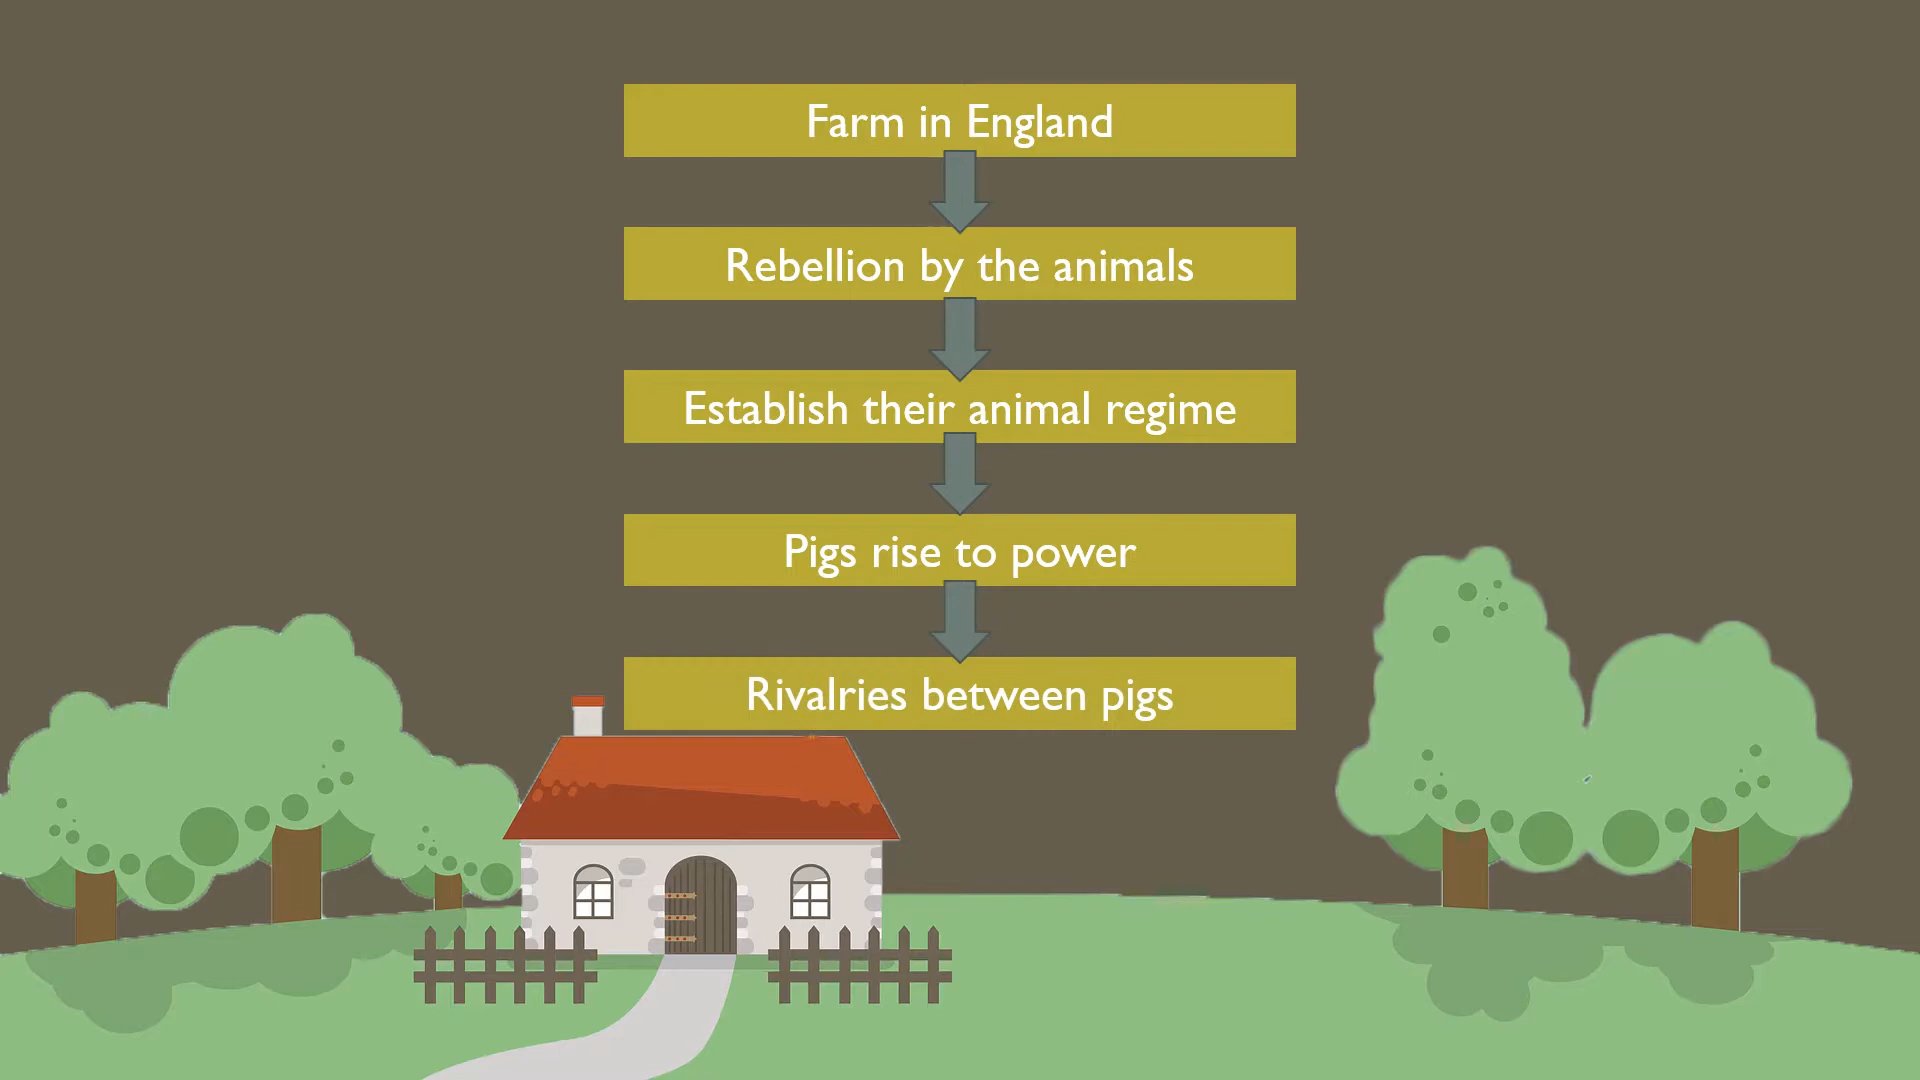 Farm in England
Rebellion by the animals
Establish their animal regime
Pigs rise to power
Rivalries between pigs